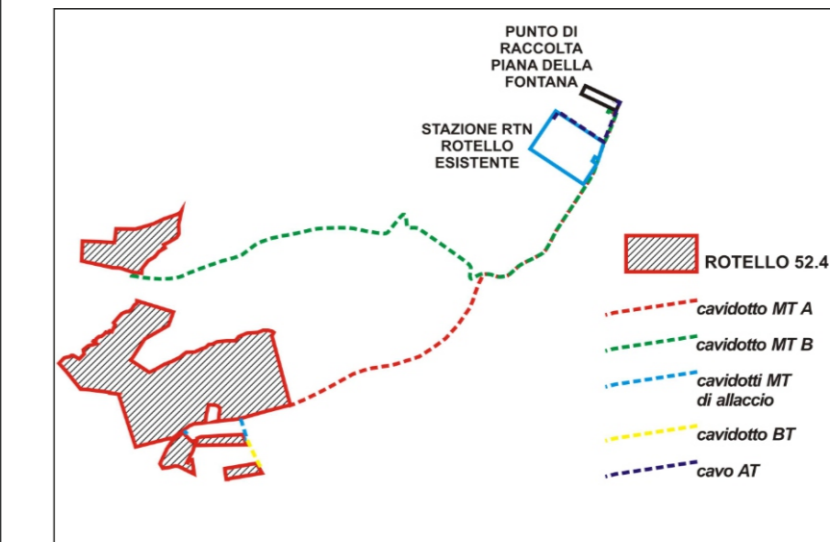 PUNTO DI
RACCOLTA
PIANA DELLA
FONTANA
STAZIONE RTN
ROTELLO
ESISTENTE
ROTELLO 52.4
cavidotto MT A
cavidotto MT B
cavidotti MT
di allaccio
cavidotto BT
cavo AT